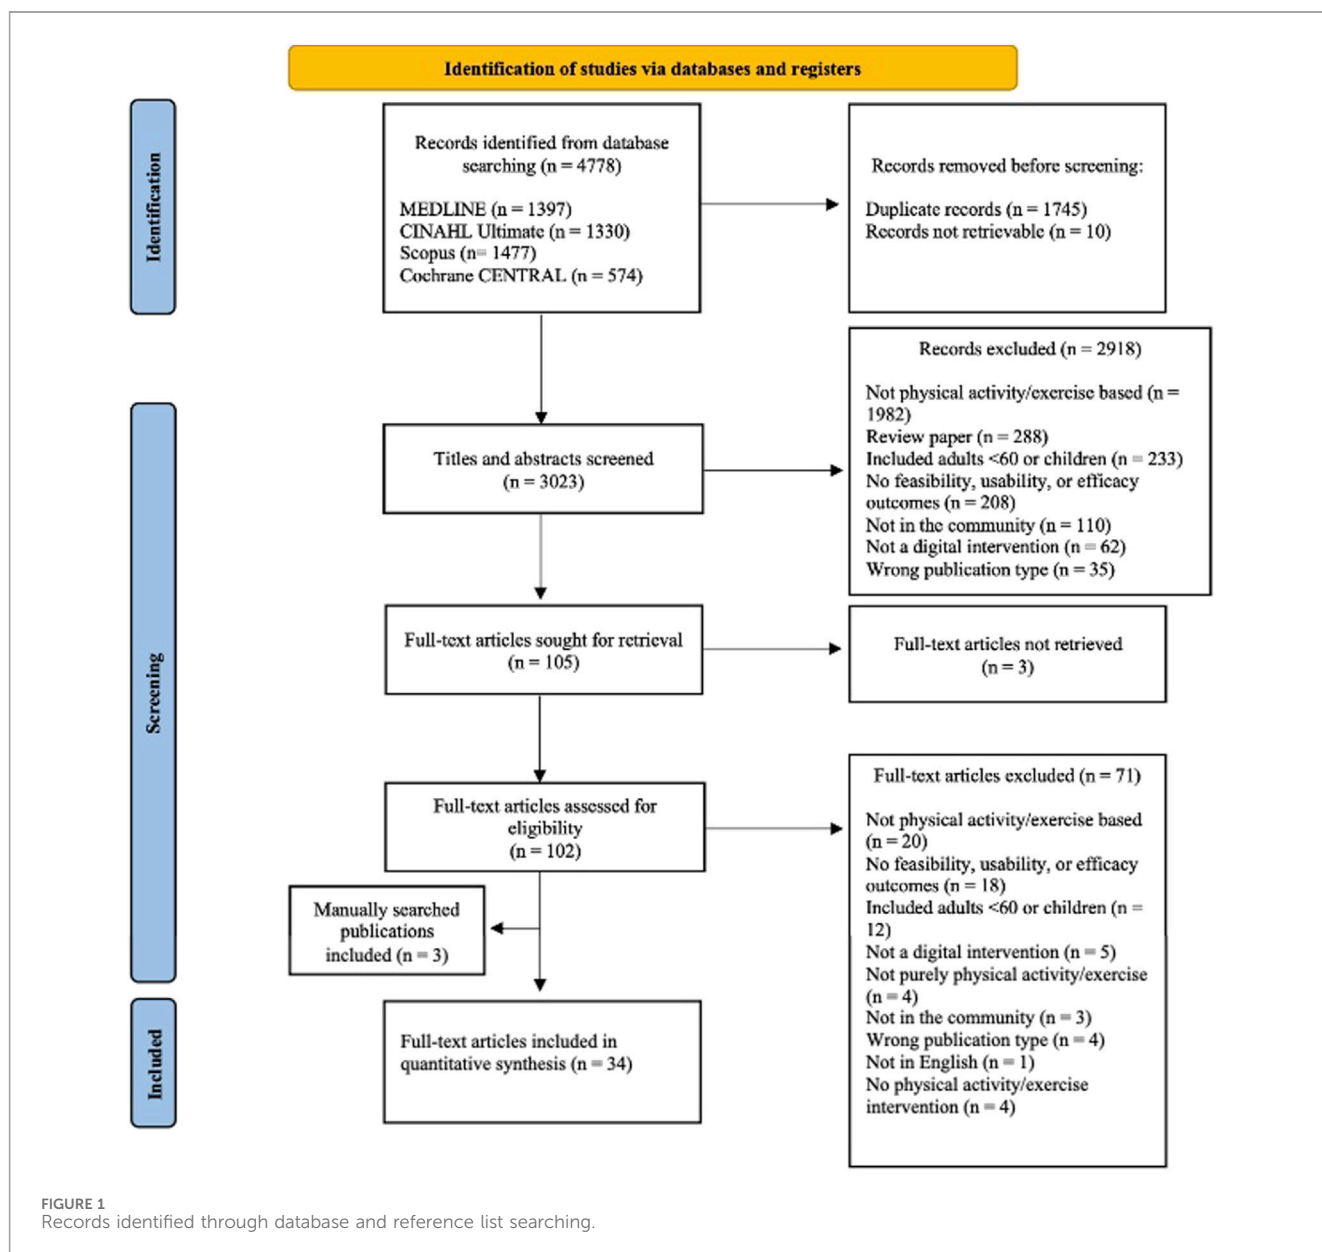 Identification of studies via databases and registers
Identification
Records identified from database
searching (n = 4778)
MEDLINE (n = 1397)
CINAHL Ultimate (n = 1330)
Scopus (n= 1477)
Cochrane CENTRAL (n = 574)
Records removed before screening:
Duplicate records (n = 1745)
Records not retrievable (n = 10)
Screening
Titles and abstracts screened
(n = 3023)
Records excluded (n = 2918)
Not physical activity/exercise based (n =
1982)
Review paper (n = 288)
Included adults <60 or children (n = 233)
No feasibility, usability, or efficacy
outcomes (n = 208)
Not in the community (n = 110)
Not a digital intervention (n = 62)
Wrong publication type (n = 35)
Full-text articles sought for retrieval
(n = 105)
Full-text articles not retrieved
(n = 3)
Full-text articles assessed for
eligibility
(n = 102)
Full-text articles excluded (n = 71)
Not physical activity/exercise based
(n = 20)
No feasibility, usability, or efficacy
outcomes (n = 18)
Included adults <60 or children (n =
12)
Not a digital intervention (n = 5)
Not purely physical activity/exercise
(n = 4)
Not in the community (n = 3)
Wrong publication type (n = 4)
Not in English (n = 1)
No physical activity/exercise
intervention (n = 4)
Manually searched
publications
included (n = 3)
Included
Full-text articles included in
quantitative synthesis (n = 34)
FIGURE 1
Records identified through database and reference list searching.